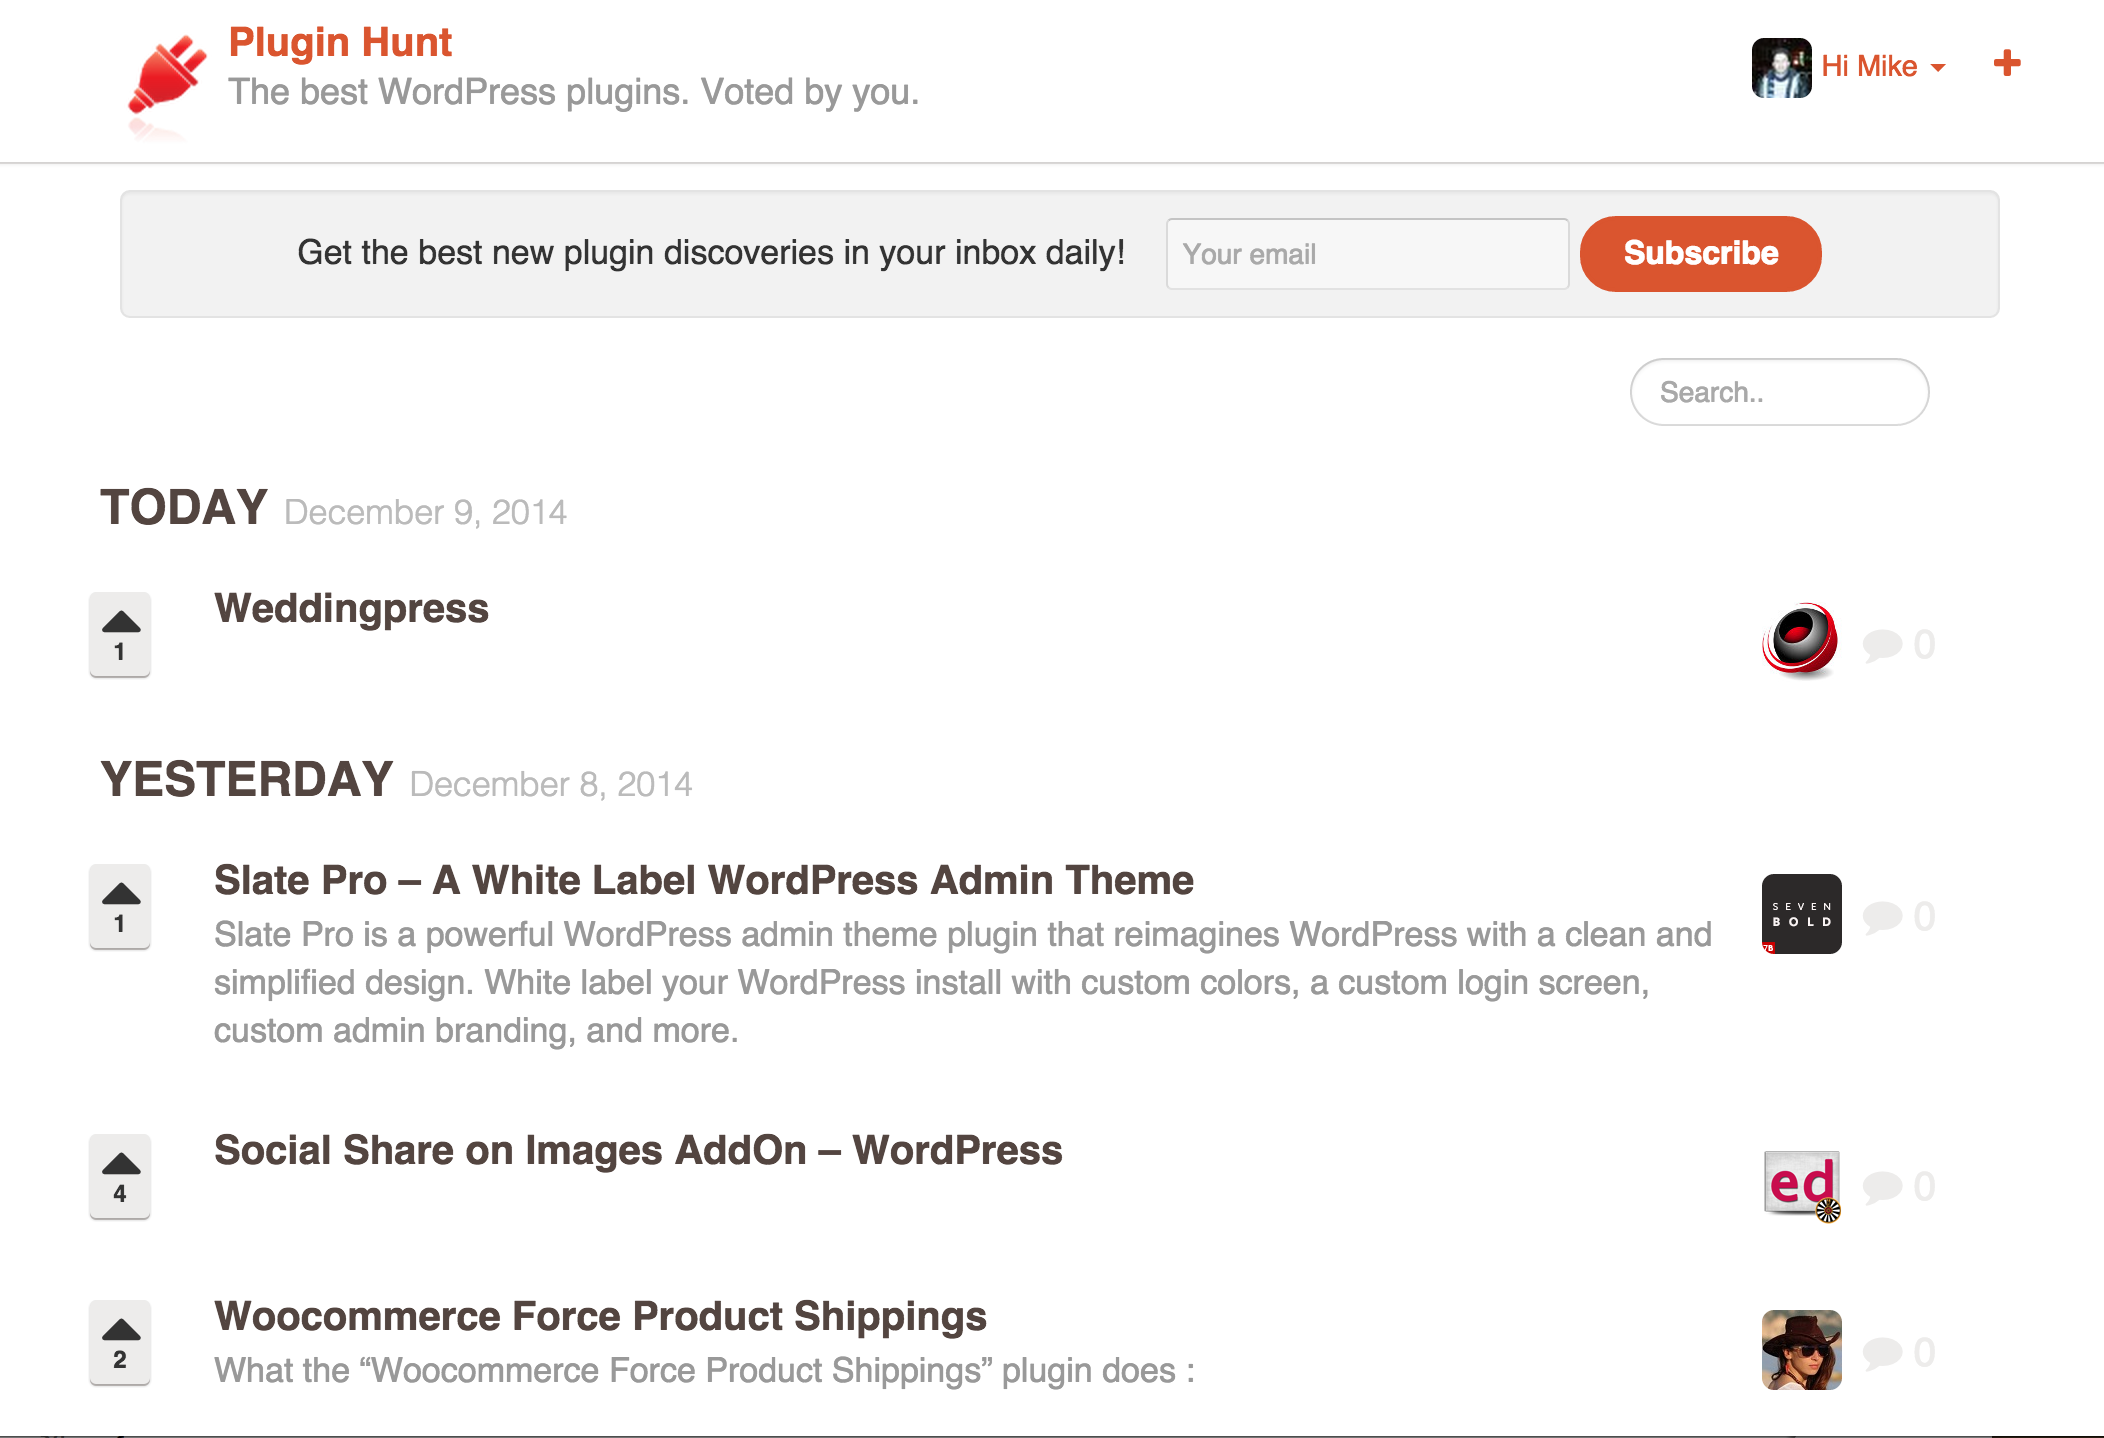 Plugin Hunt
The best WordPress plugins. Voted by you.
Hi Mike
Get the best new plugin discoveries in your inbox daily!
Your email
Subscribe
Search..
TODAY December 9, 2014
1
Weddingpress
0
YESTERDAY December 8, 2014
1
Slate Pro – A White Label WordPress Admin Theme
Slate Pro is a powerful WordPress admin theme plugin that reimagines WordPress with a clean and
simplified design. White label your WordPress install with custom colors, a custom login screen,
custom admin branding, and more.
SEVEN
BOLD
7B
0
4
Social Share on Images AddOn – WordPress
ed
0
2
Woocommerce Force Product Shippings
What the “Woocommerce Force Product Shippings” plugin does :
0